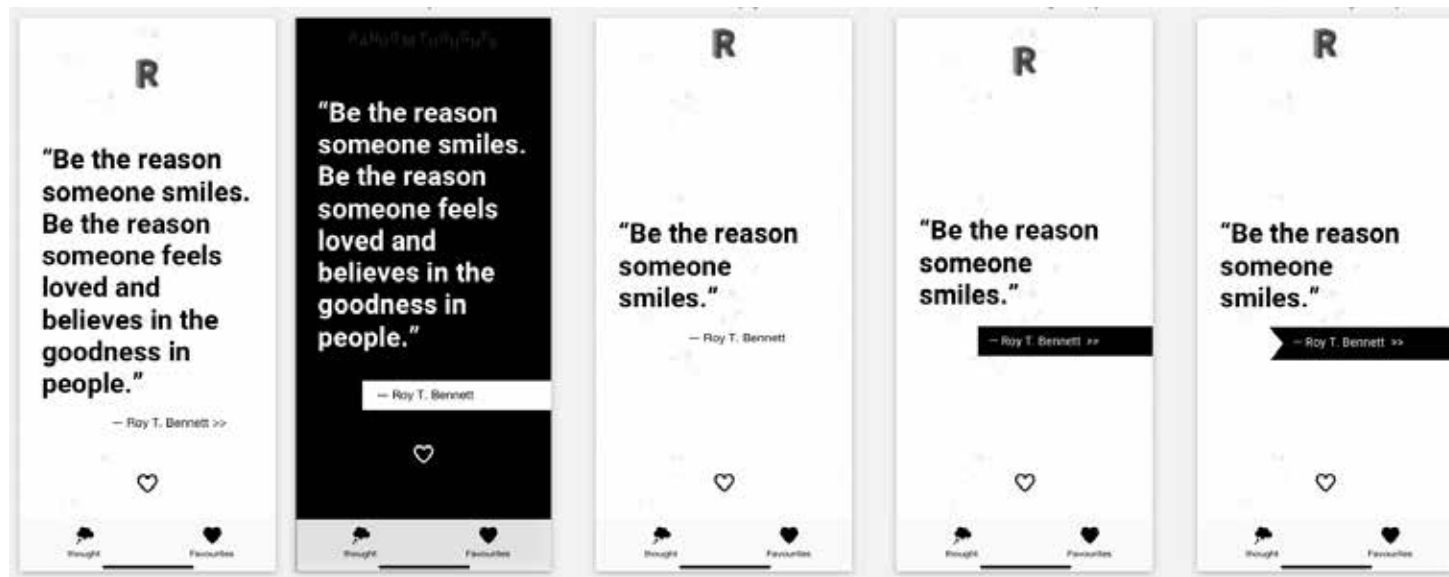 R
“Be the reason
someone smiles.
Be the reason
someone feels
loved and
believes in the
goodness in
people.”
— Roy T. Bennett >>
thought
Favourites
RANDOM THOUGHTS
“Be the reason
someone smiles.
Be the reason
someone feels
loved and
believes in the
goodness in
people.”
— Roy T. Bennett
thought
Favourites
R
“Be the reason
someone
smiles.”
— Roy T. Bennett
thought
Favourites
R
“Be the reason
someone
smiles.”
— Roy T. Bennett >>
thought
Favourites
R
“Be the reason
someone
smiles.”
— Roy T. Bennett >>
thought
Favourites